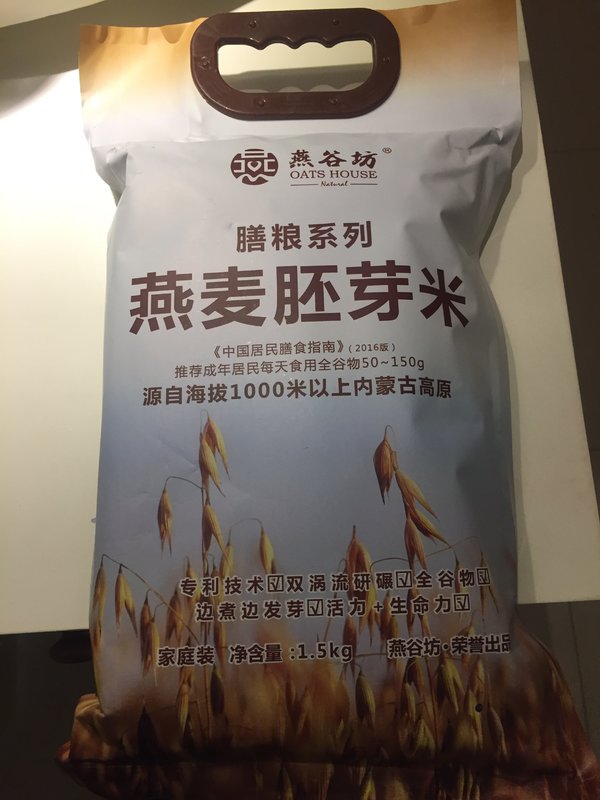 燕谷坊®
OATS HOUSE
Natural
膳粮系列
燕麦胚芽米
《中国居民膳食指南》(2016版)
推荐成年居民每天食用全谷物50~150g
源自海拔1000米以上内蒙古高原
专利技术☑双涡流研碾☑全谷物☑
边煮边发芽☑活力+生命力☑
家庭装 净含量:1.5kg 燕谷坊·荣誉出品